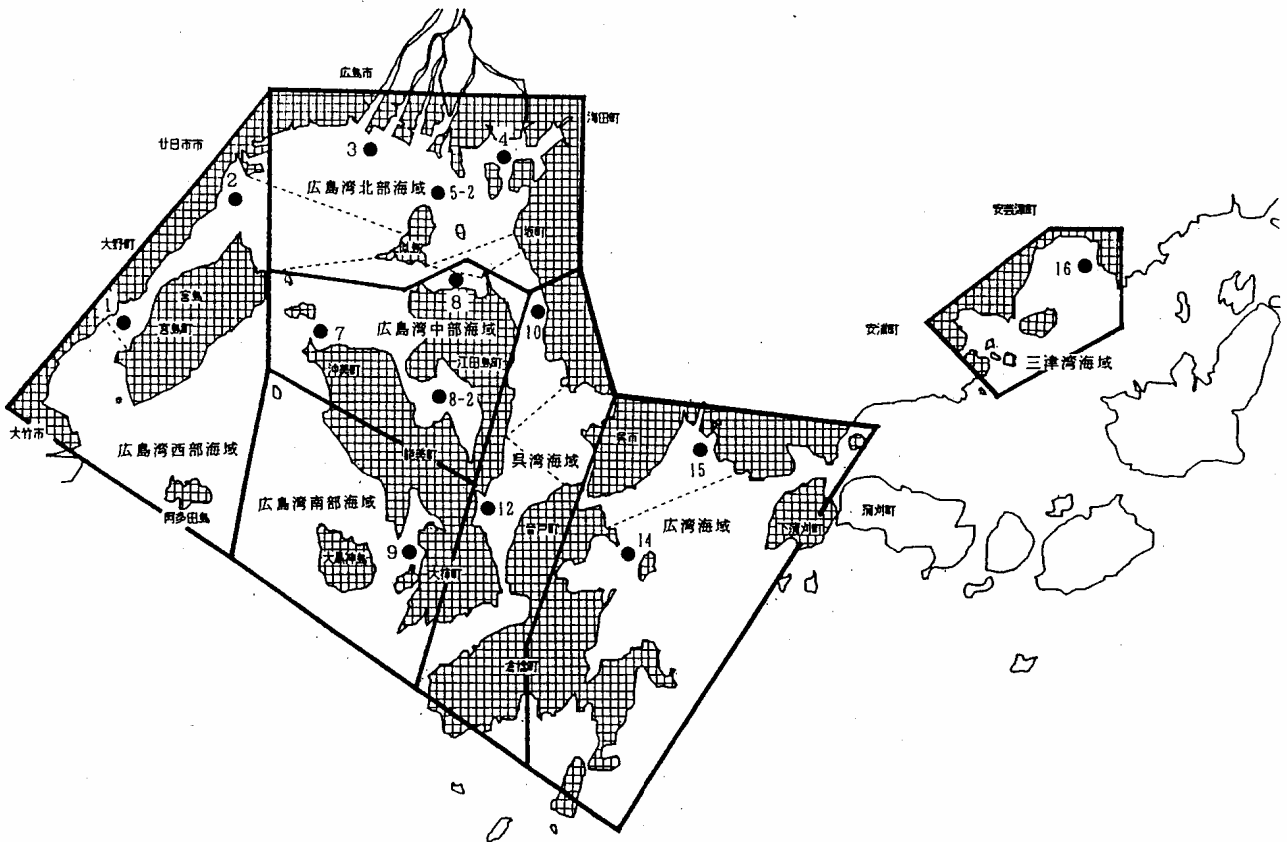 広島市
海田町
廿日市市
3
4
2
広島湾北部海域
5-2
安芸津町
大野町
坂町
16
宮島
8
1
宮島町
7
広島湾中部海域
10
安浦町
三津湾海域
沖美町
江田島町
8-2
大竹市
広島湾西部海域
能美町
呉湾海域
呉市
15
広島湾南部海域
12
阿多田島
音戸町
広湾海域
下蒲刈町
蒲刈町
大黒神島
9
大柿町
14
倉橋町